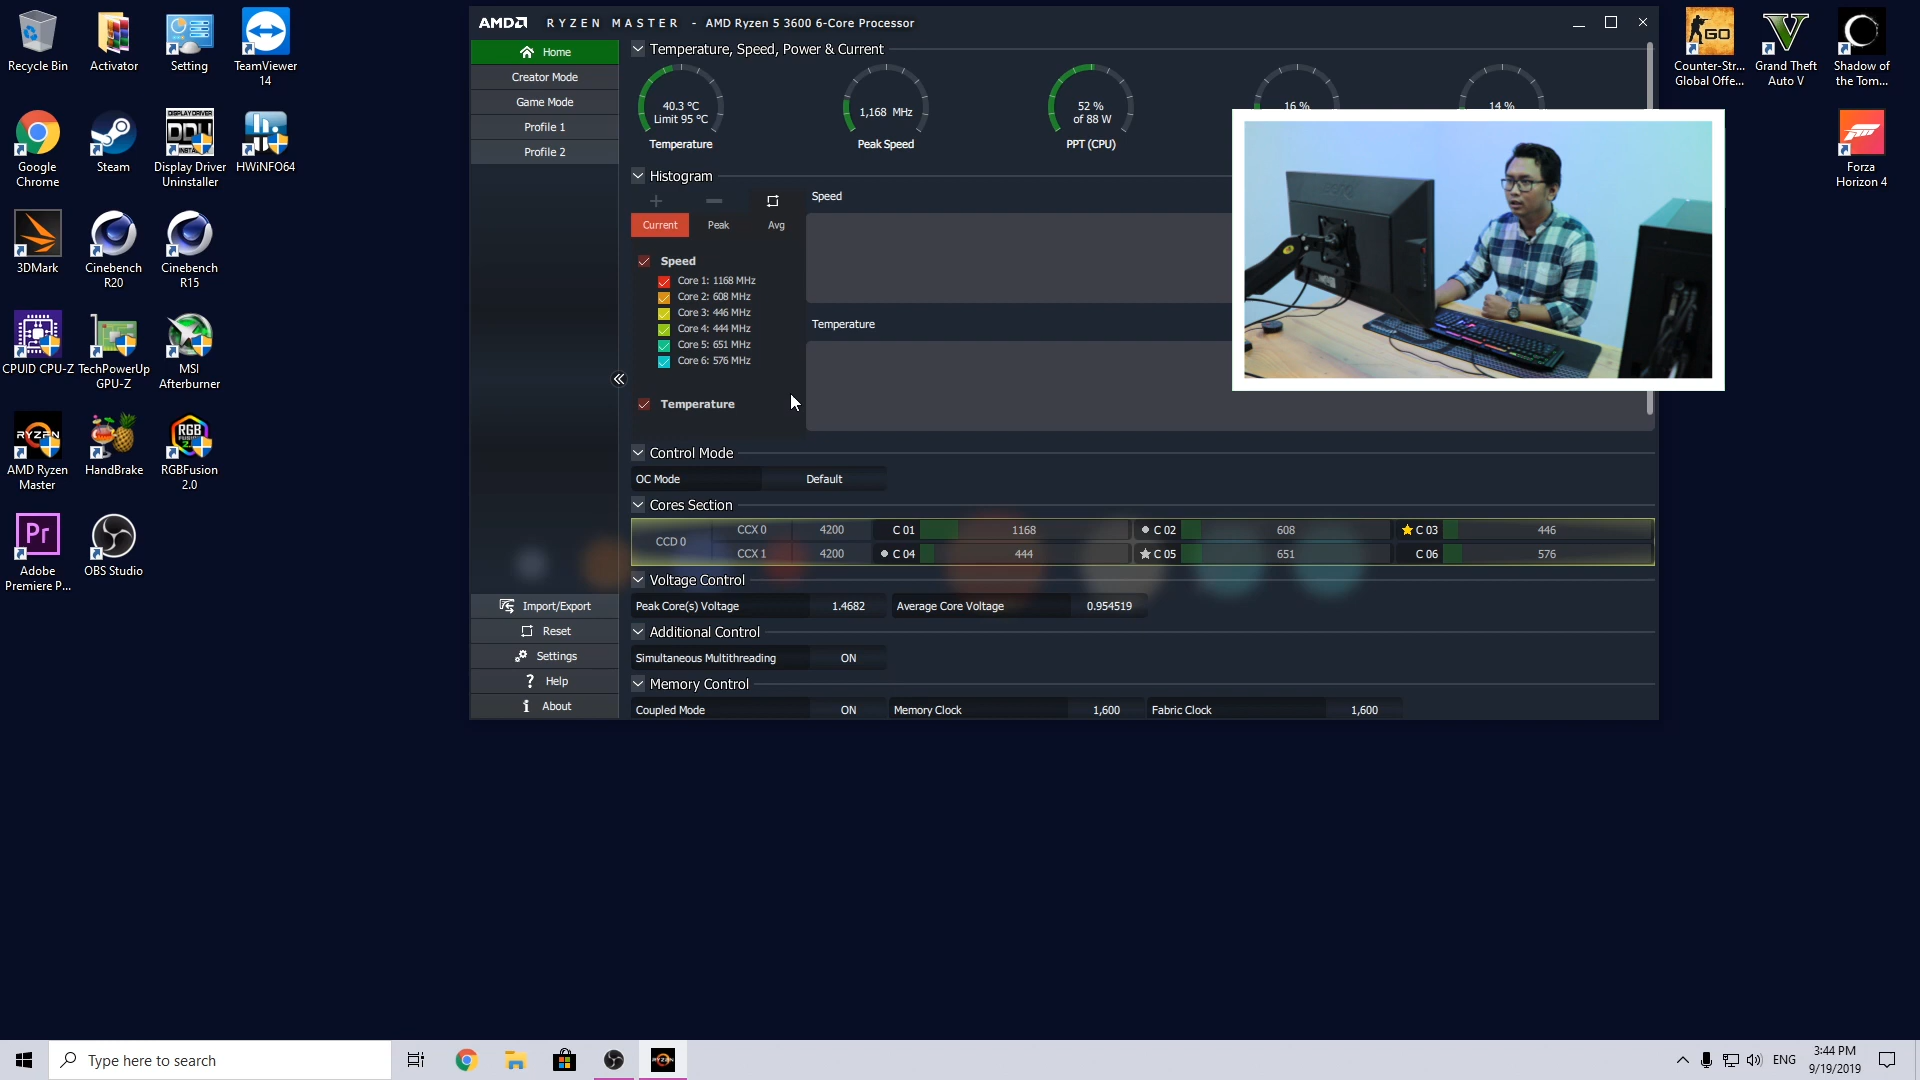 Recycle Bin
Activator
Setting
TeamViewer
14
Google
Chrome
Steam
Display Driver
Uninstaller
HWiNFO64
3DMark
Cinebench
R20
Cinebench
R15
CPUID CPU-Z
TechPowerUp
GPU-Z
MSI
Afterburner
AMD Ryzen
Master
HandBrake
RGBFusion
2.0
Adobe
Premiere P...
OBS Studio
AMD RYZEN MASTER - AMD Ryzen 5 3600 6-Core Processor
Home
Creator Mode
Game Mode
Profile 1
Profile 2
Import/Export
Reset
Settings
Help
About
Temperature, Speed, Power & Current
40.3 °C
Limit 95 °C
Temperature
1,168 MHz
Peak Speed
52 %
of 88 W
PPT (CPU)
16 %
14 %
Histogram
Current
Peak
Avg
Speed
Speed
Core 1: 1168 MHz
Core 2: 608 MHz
Core 3: 446 MHz
Core 4: 444 MHz
Core 5: 651 MHz
Core 6: 576 MHz
Temperature
Temperature
Control Mode
OC Mode Default
Cores Section
CCD 0
CCX 0 4200 C 01 1168 C 02 608 C 03 446
CCX 1 4200 C 04 444 C 05 651 C 06 576
Voltage Control
Peak Core(s) Voltage 1.4682 Average Core Voltage 0.954519
Additional Control
Simultaneous Multithreading ON
Memory Control
Coupled Mode ON Memory Clock 1,600 Fabric Clock 1,600
Counter-Str...
Global Offe...
Grand Theft
Auto V
Shadow of
the Tom...
Forza
Horizon 4
Type here to search
ENG
3:44 PM
9/19/2019